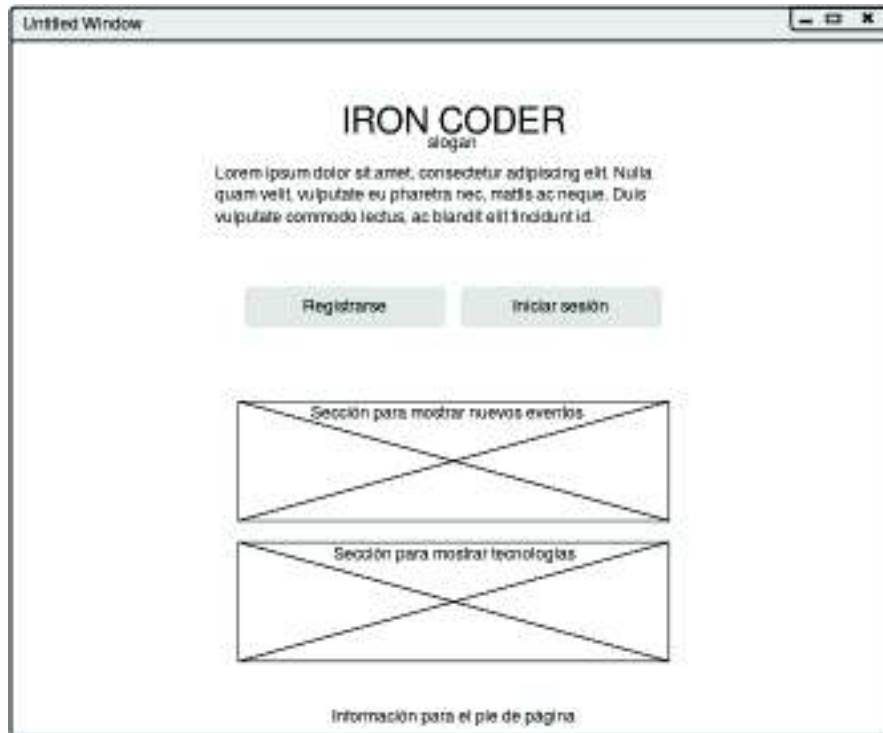 Untitled Window
IRON CODER
slogan
Lorem ipsum dolor sit amet, consectetur adipiscing elit. Nulla
quam velit, vulputate eu pharetra nec, mattis ac neque. Duis
vulputate commodo lectus, ac blandit elit tincidunt id.
Registrarse
Iniciar sesión
Sección para mostrar nuevos eventos
Sección para mostrar tecnologías
Información para el pie de página